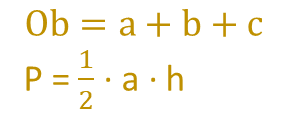 Ob = a + b + c
P = 1/2 · a · h